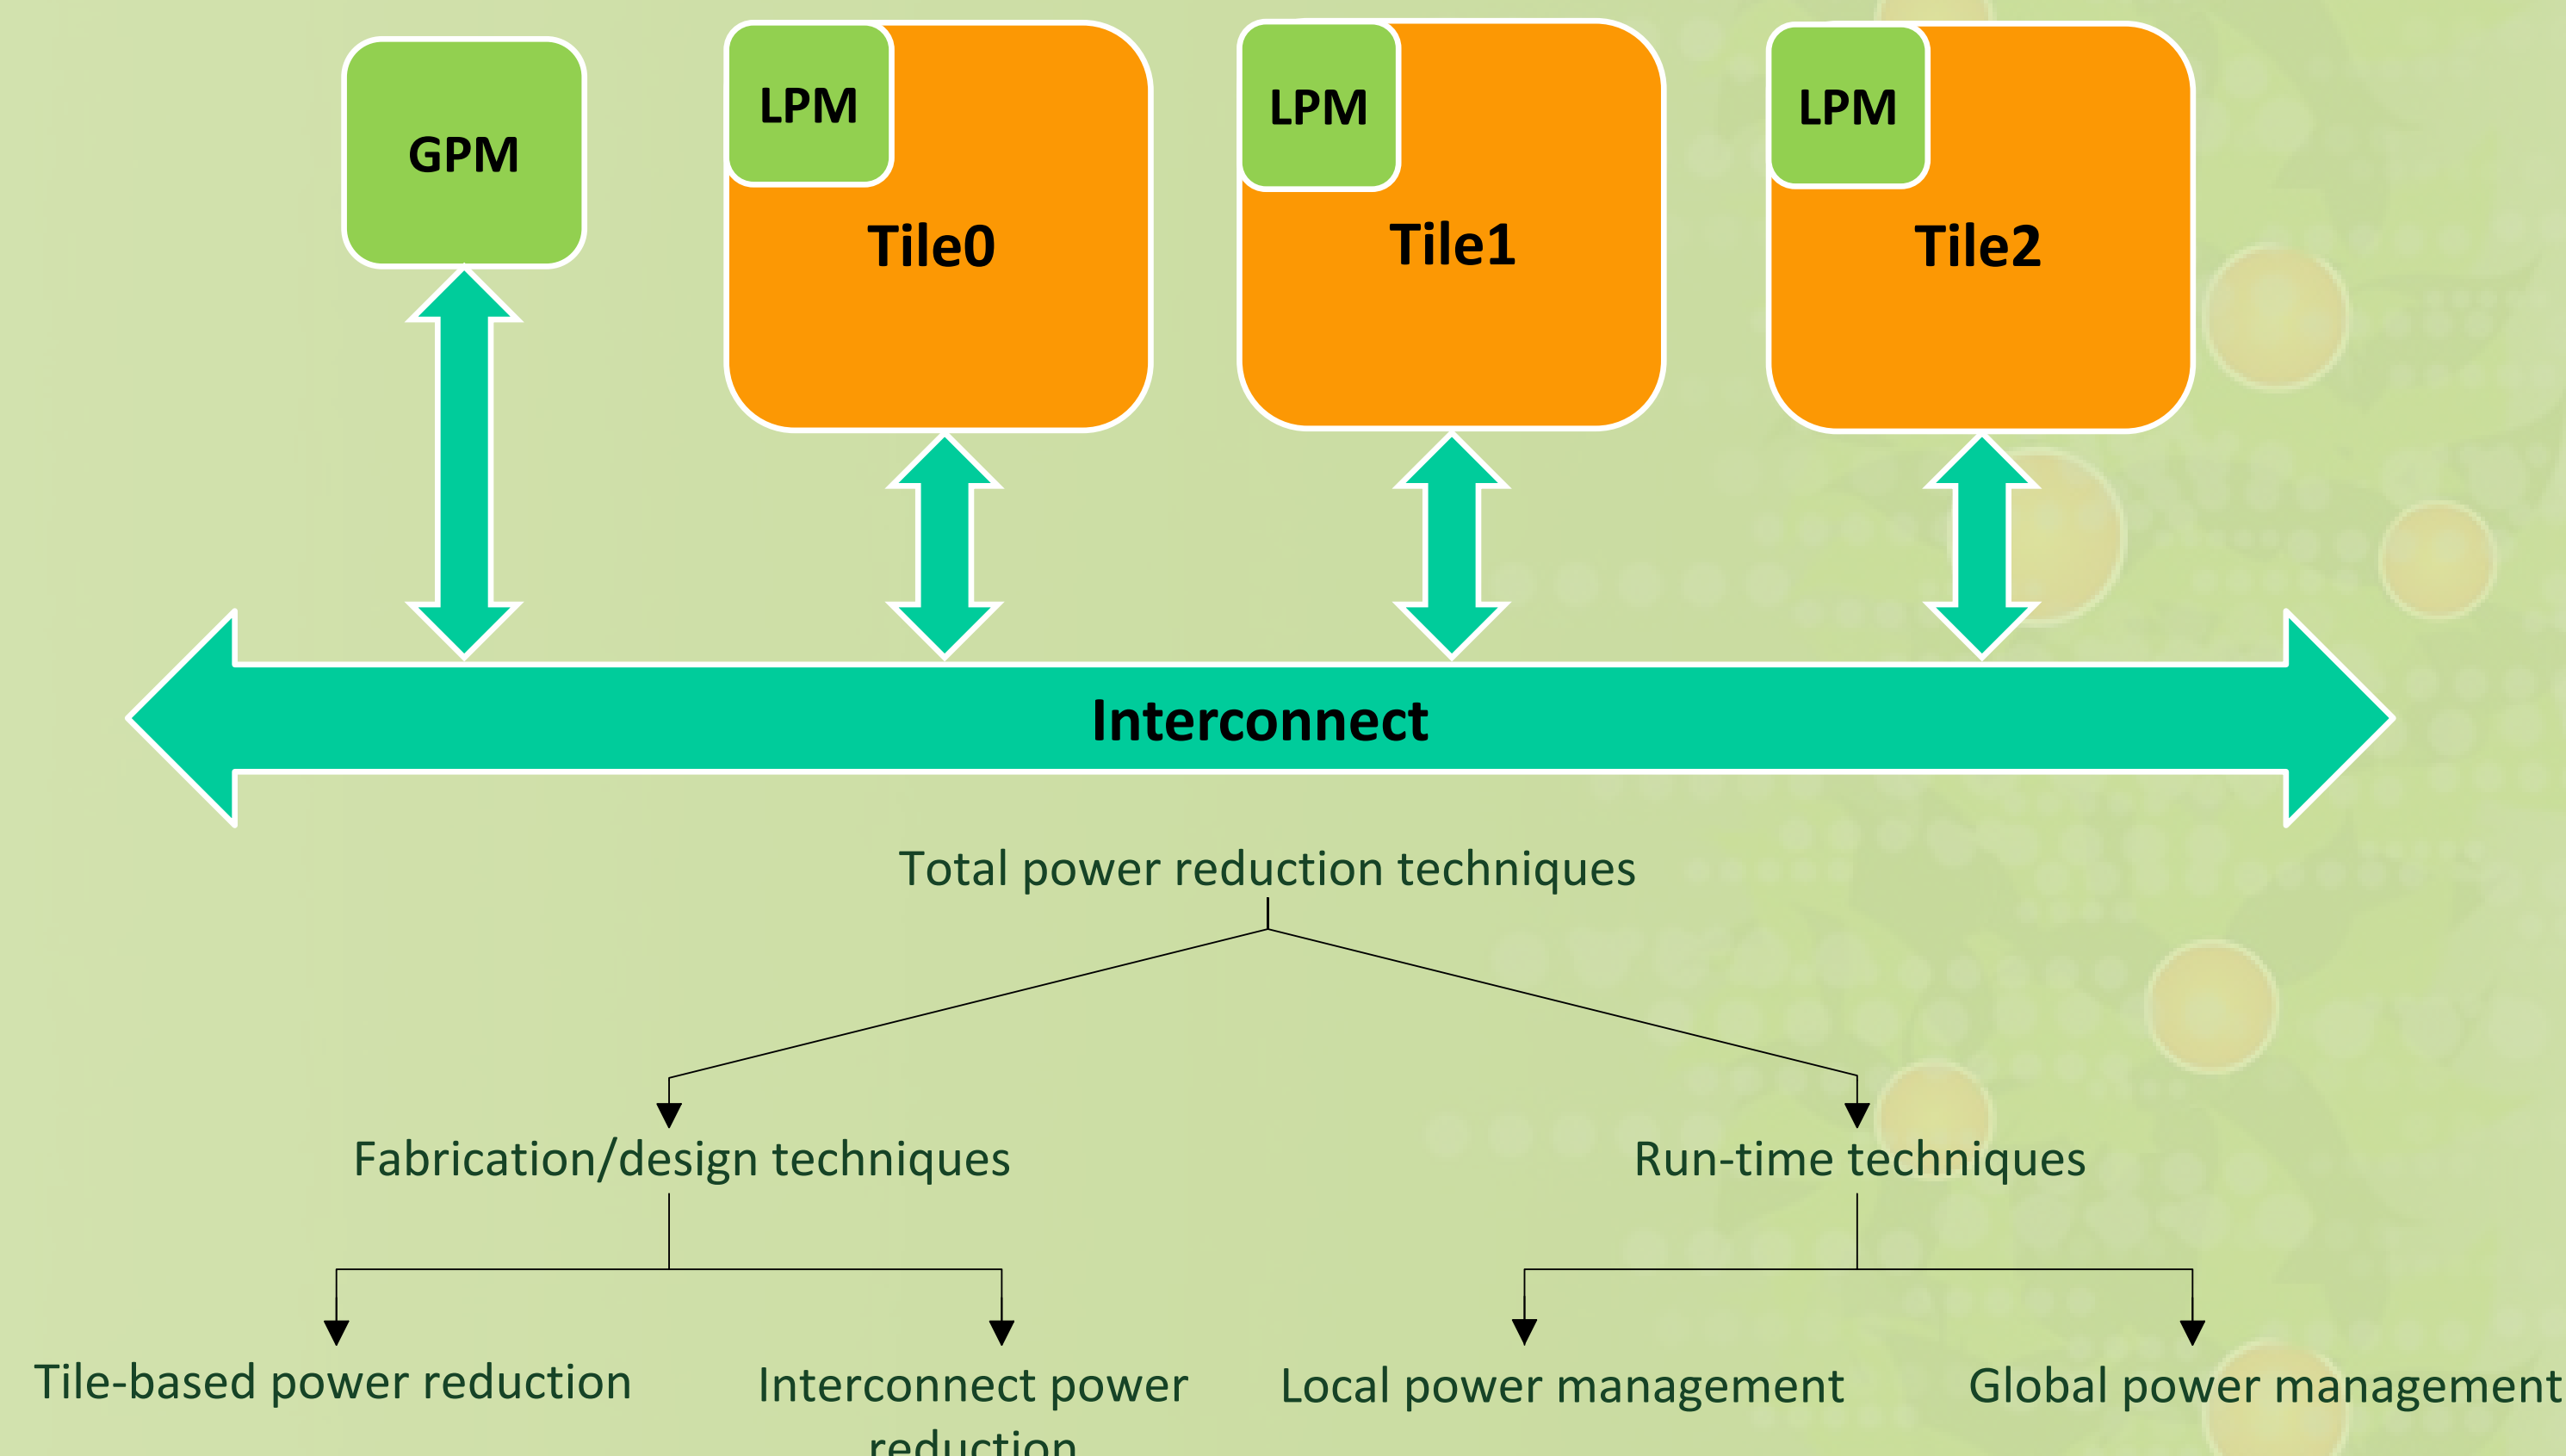 GPM
LPM
Tile0
LPM
Tile1
LPM
Tile2
Interconnect
Total power reduction techniques
Fabrication/design techniques
Run-time techniques
Tile-based power reduction
Interconnect power
reduction
Local power management
Global power management